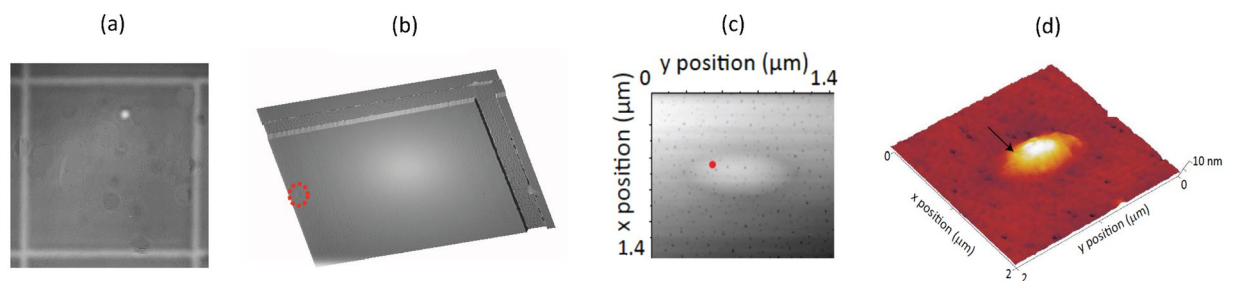 (a)
(b)
(c)
(d)
y position (μm)
0
1.4
x position (μm)
1.4
0
x position (μm)
2
2
y position (μm)
0
10 nm